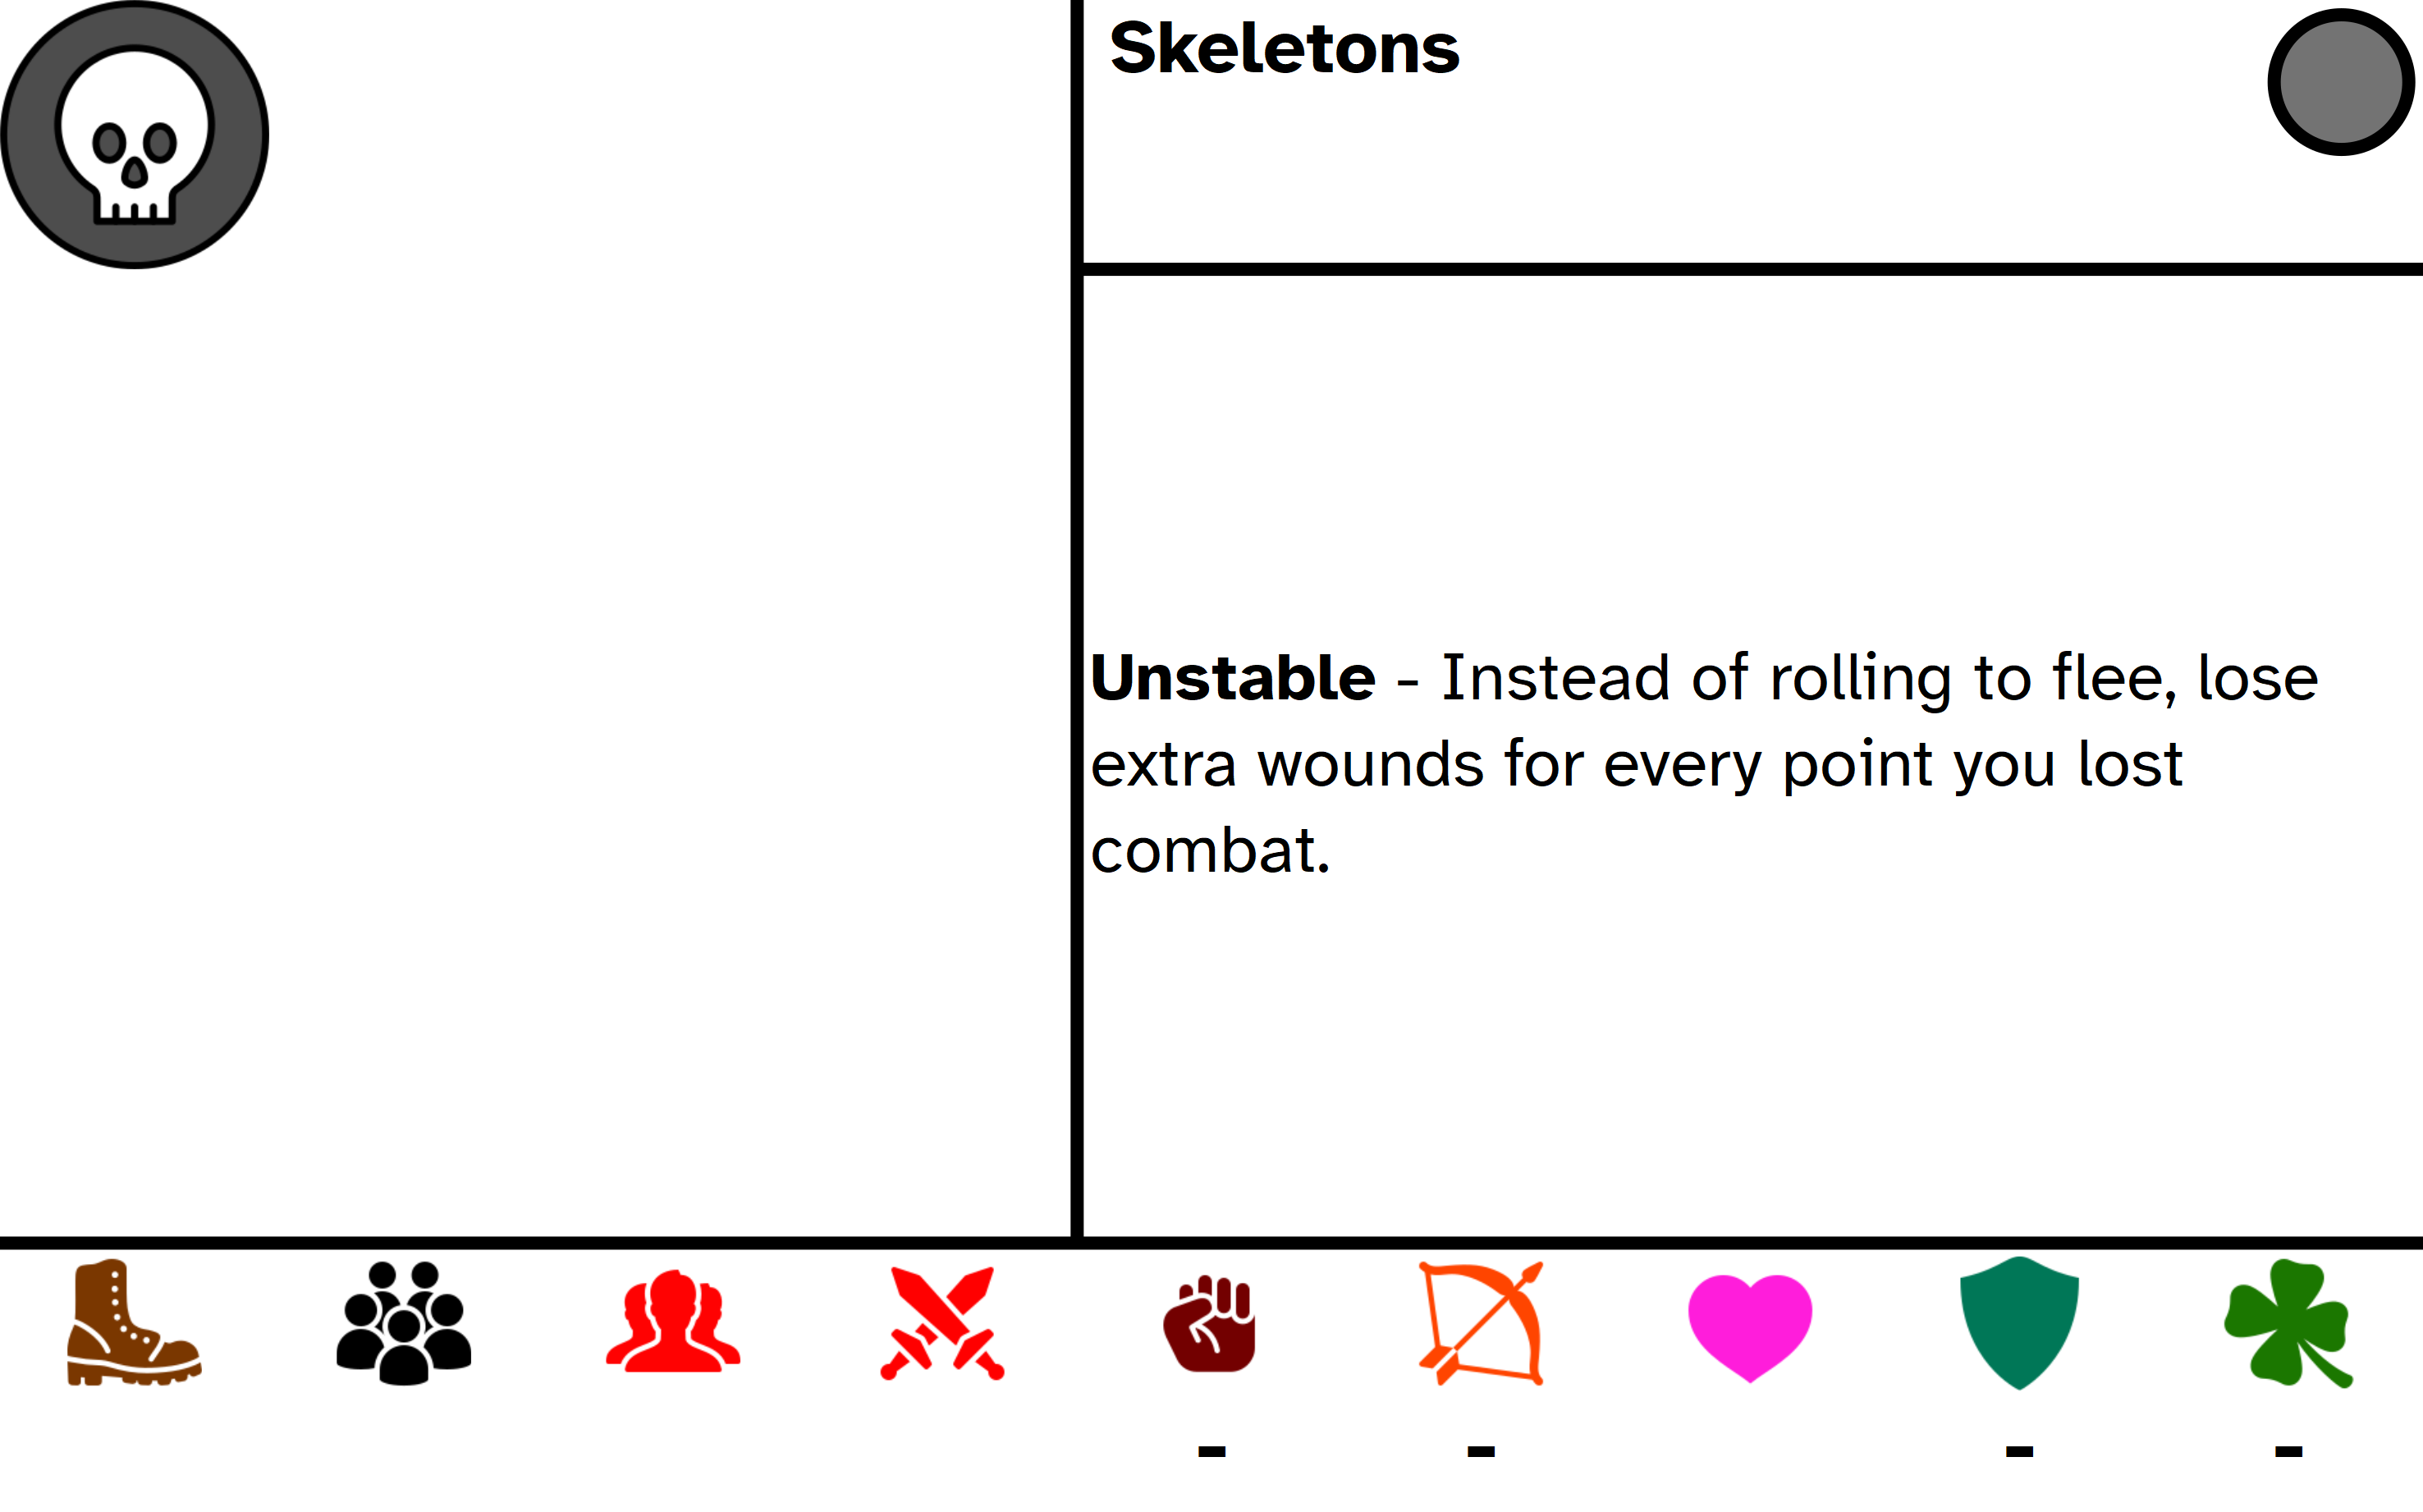 Skeletons
Unstable - Instead of rolling to flee, lose
extra wounds for every point you lost
combat.
- - - -